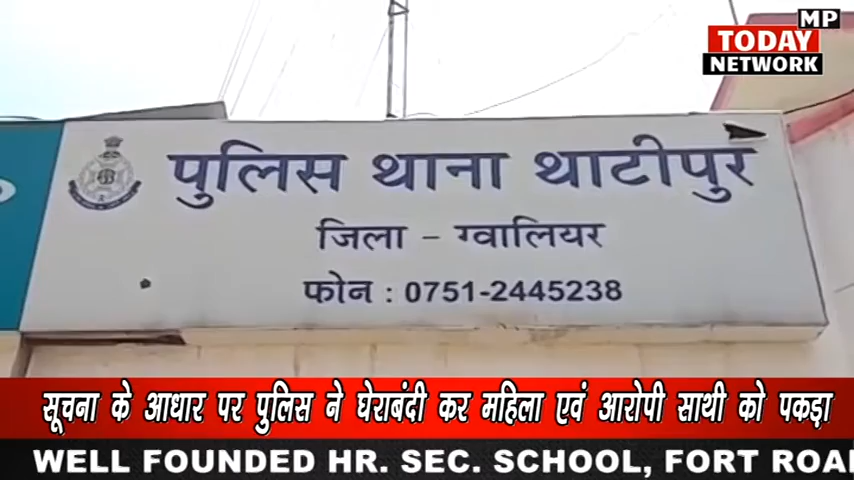 MP
TODAY
NETWORK
पुलिस थाना थाटीपुर
जिला - ग्वालियर
फोन : 0751-2445238
सूचना के आधार पर पुलिस ने घेराबंदी कर महिला एवं आरोपी साथी को पकड़ा
WELL FOUNDED HR. SEC. SCHOOL, FORT ROA